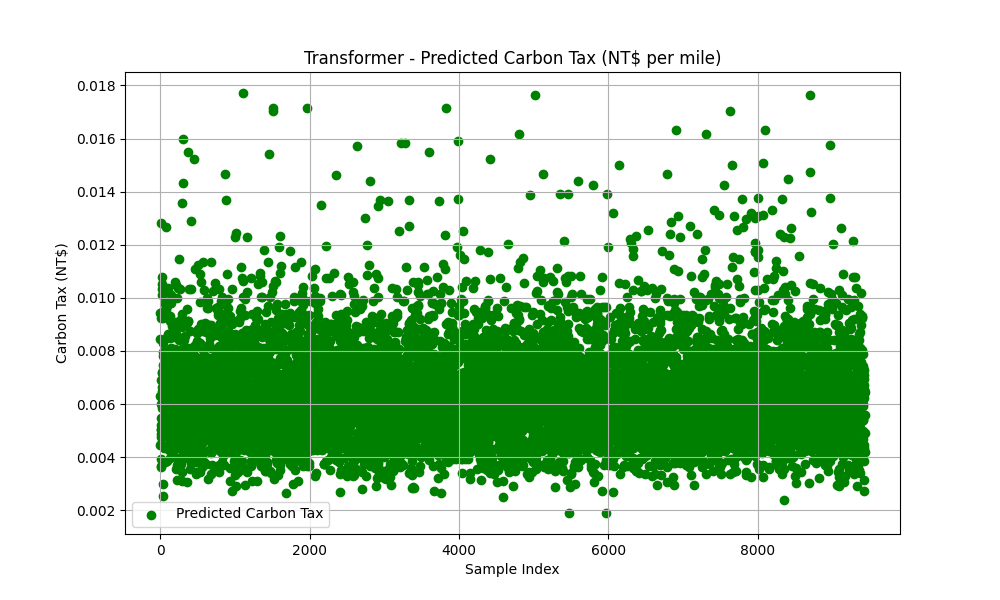 Transformer - Predicted Carbon Tax (NT$ per mile)
Carbon Tax (NT$)
0.018
0.016
0.014
0.012
0.010
0.008
0.006
0.004
0.002
Predicted Carbon Tax
0 2000 4000 6000 8000
Sample Index